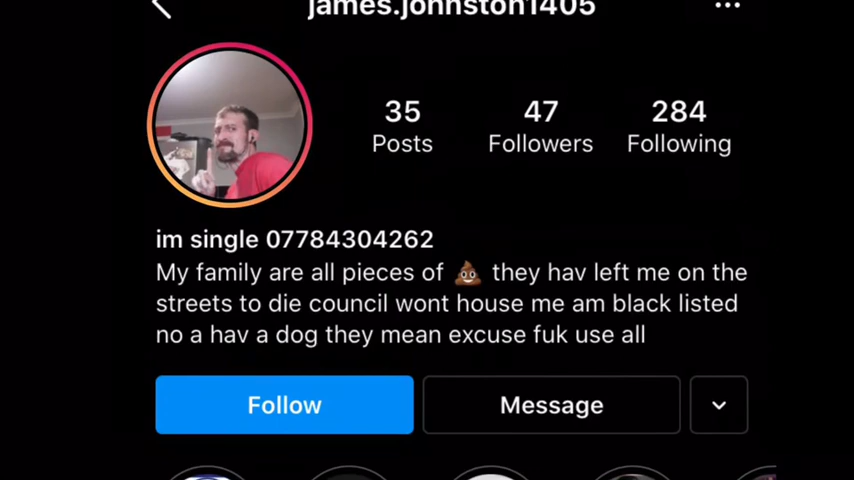 james.johnston1405
35 47 284
Posts Followers Following
im single 07784304262
My family are all pieces of 💩 they hav left me on the
streets to die council wont house me am black listed
no a hav a dog they mean excuse fuk use all
Follow Message